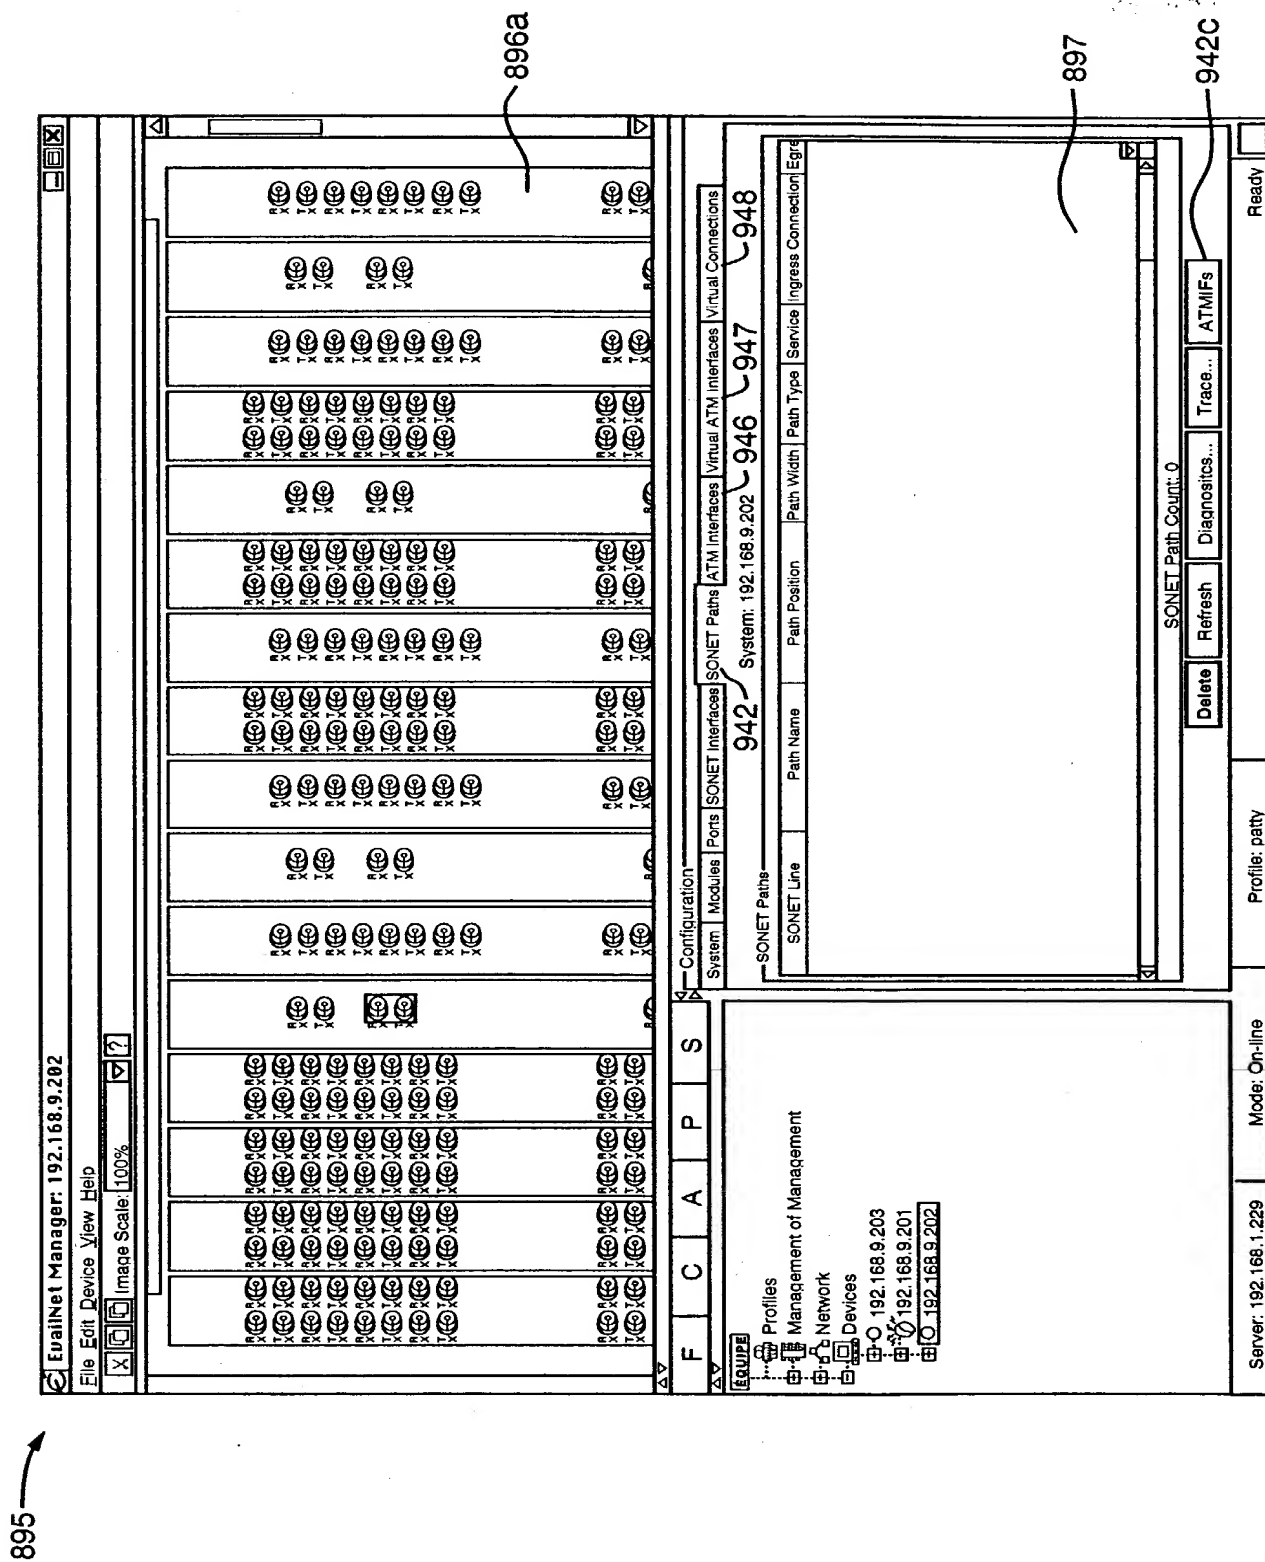 895
EvailNet Manager: 192.168.9.202
File Edit Device View Help
Image Scale: 100% ?
896a
F C A P S
EQUIPE
Profiles
Management of Management
Network
Devices
192.168.9.203
192.168.9.201
192.168.9.202
Configuration
System Modules Ports SONET Interfaces SONET Paths ATM Interfaces Virtual ATM Interfaces Virtual Connections
942 System: 192.168.9.202 946 947 948
SONET Paths
SONET Line Path Name Path Position Path Width Path Type Service Ingress Connection Egre
897
SONET Path Count: 0
Delete Refresh Diagnositcs... Trace... ATMIFs
942C
Server: 192.168.1.229 Mode: On-line Profile: patty Ready